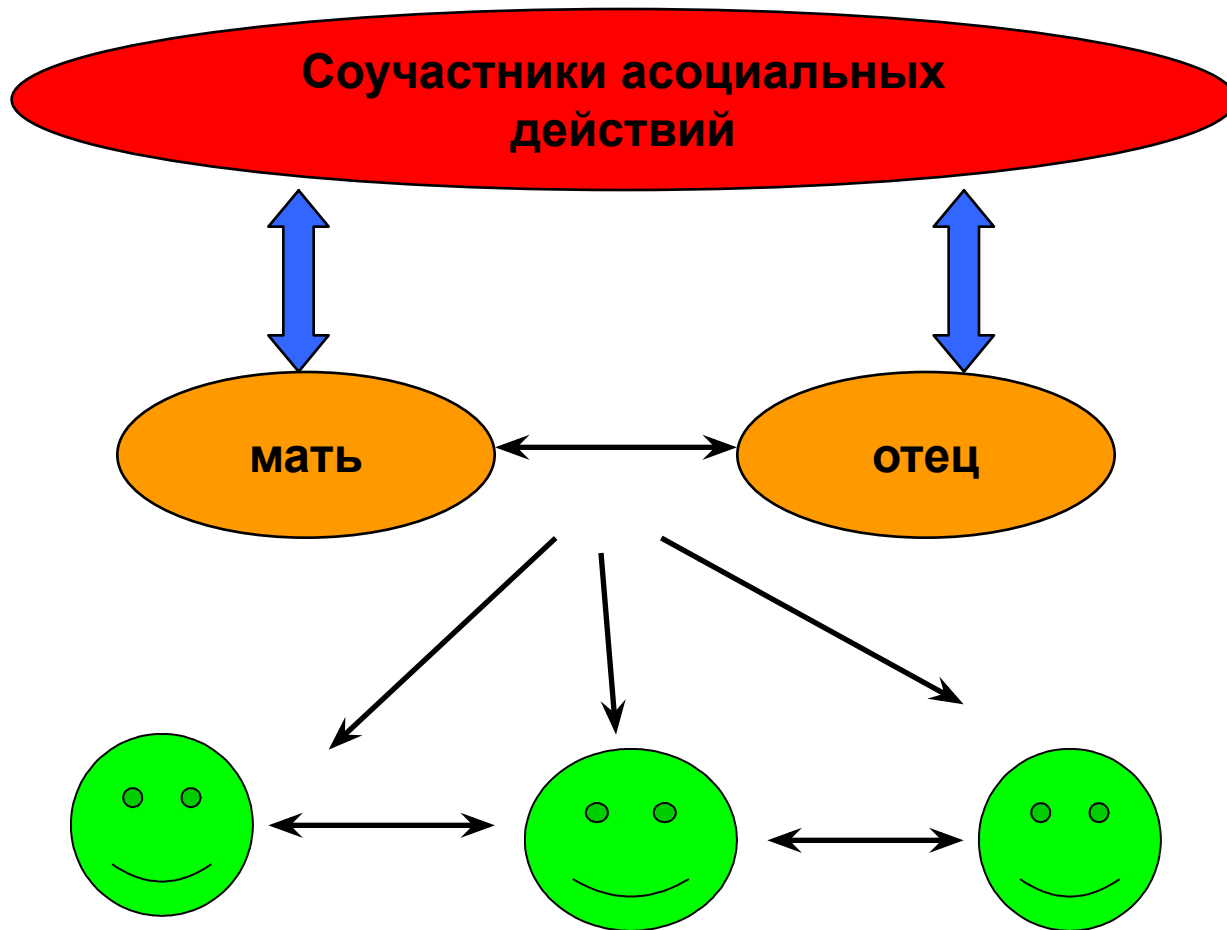 Соучастники асоциальных
действий
мать
отец